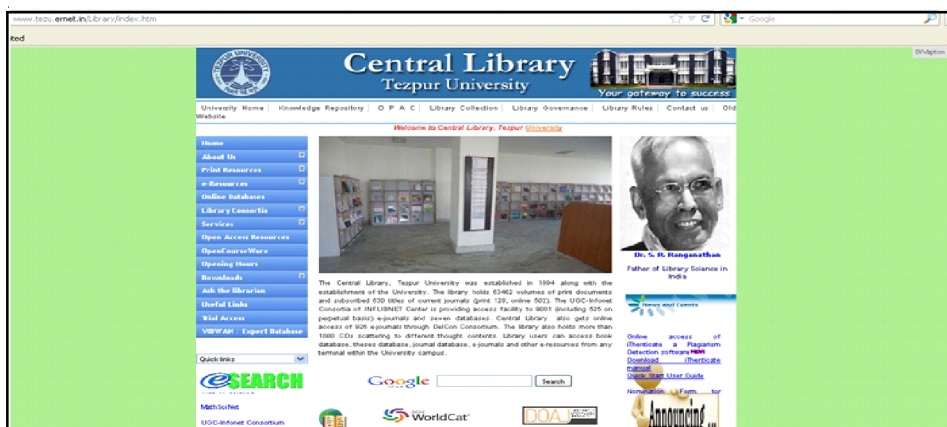 www.tezu.ernet.in/Library/index.htm
Google
ited
Central Library
Tezpur University
Your gateway to success
University Home Knowledge Repository O P A C Library Collection Library Governance Library Rules Contact us Old
Website
Welcome to Central Library, Tezpur University
Home
About Us
Print Resources
e-Resources
Online Databases
Library Consortia
Services
Open Access Resources
OpenCourseWare
Opening Hours
Downloads
Ask the librarian
Useful Links
Trial Access
VIDWAN : Expert Database
Quick links
eSEARCH
MathSciNet
UGC-Infonet Consortium
The Central Library, Tezpur University was established in 1994 along with the
establishment of the University. The library holds 63462 volumes of print documents
and subscribed 630 titles of current journals (print 128, online 502). The UGC-Infonet
Consortia of INFLIBNET Center is providing access facility to 9001 (including 525 on
perpetual basis) e-journals and seven databases. Central Library also gets online
access of 926 e-journals through DelCon Consortium. The library also holds more than
1800 CDs scattering to different thought contents. Library users can access book
database, theses database, journal database, e-journals and other e-resources from any
terminal within the University campus.
Google Search
WorldCat
DOAJ
Dr. S. R. Ranganathan
Father of Library Science in
India
News and Events
Online access of
iThenticate a Plagiarism
Detection software
Download iThenticate
manual
Quick Start User Guide
Nomination Form for
Announcing